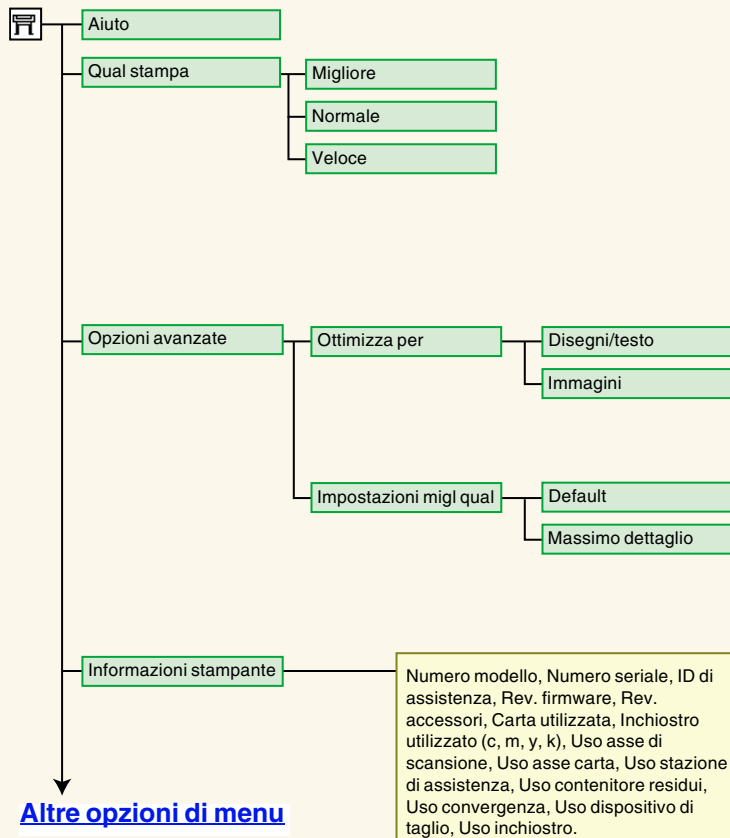 Aiuto
Qual stampa
Migliore
Normale
Veloce
Opzioni avanzate
Ottimizza per
Disegni/testo
Immagini
Impostazioni migl qual
Default
Massimo dettaglio
Informazioni stampante
Numero modello, Numero seriale, ID di
assistenza, Rev. firmware, Rev.
accessori, Carta utilizzata, Inchiostro
utilizzato (c, m, y, k), Uso asse di
scansione, Uso asse carta, Uso stazione
di assistenza, Uso contenitore residui,
Uso convergenza, Uso dispositivo di
taglio, Uso inchiostro.
Altre opzioni di menu